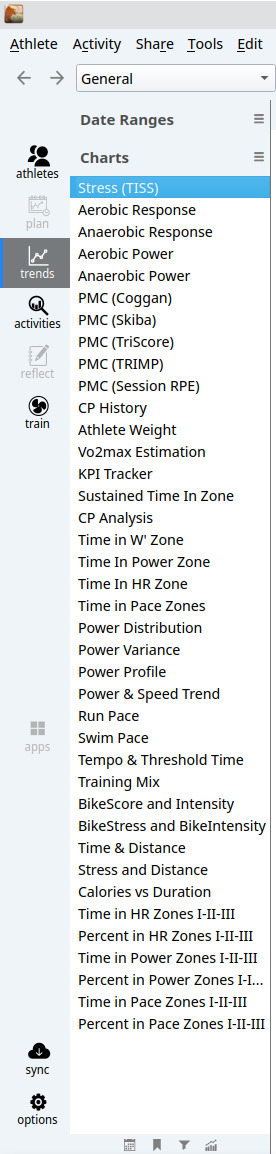 Athlete Activity Share Tools Edit
General
Date Ranges
Charts
athletes
plan
trends
activities
reflect
train
apps
sync
options
Stress (TISS)
Aerobic Response
Anaerobic Response
Aerobic Power
Anaerobic Power
PMC (Coggan)
PMC (Skiba)
PMC (TriScore)
PMC (TRIMP)
PMC (Session RPE)
CP History
Athlete Weight
Vo2max Estimation
KPI Tracker
Sustained Time In Zone
CP Analysis
Time in W' Zone
Time In Power Zone
Time In HR Zone
Time in Pace Zones
Power Distribution
Power Variance
Power Profile
Power & Speed Trend
Run Pace
Swim Pace
Tempo & Threshold Time
Training Mix
BikeScore and Intensity
BikeStress and BikeIntensity
Time & Distance
Stress and Distance
Calories vs Duration
Time in HR Zones I-II-III
Percent in HR Zones I-II-III
Time in Power Zones I-II-III
Percent in Power Zones I-I...
Time in Pace Zones I-II-III
Percent in Pace Zones I-II-III